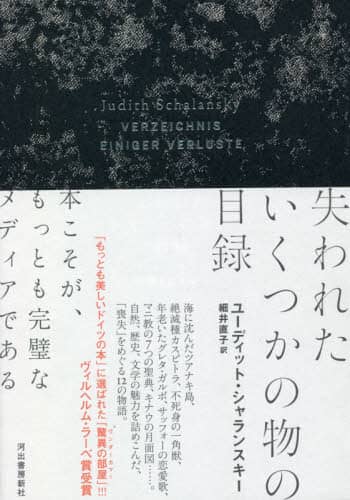 Judith Schalansky
VERZEICHNIS
EINIGER VERLUSTE
失われた
いくつかの物の
目録
ユーディット・シャランスキー
細井直子 訳
海に沈んだツアナキ島、
絶滅種カスピトラ、不死身の一角獣、
年老いたグレタ・ガルボ、サッフォーの恋愛歌、
マニ教の7つの聖典、キナウの月面図……。
自然、歴史、文学の魅力を詰めこんだ、
「喪失」をめぐる12の物語。
「もっとも美しいドイツの本」に選ばれた「驚異の部屋」!!!
ヴンダーカマー
ヴィルヘルム・ラーベ賞受賞
本こそが、
もっとも完璧な
メディアである
河出書房新社